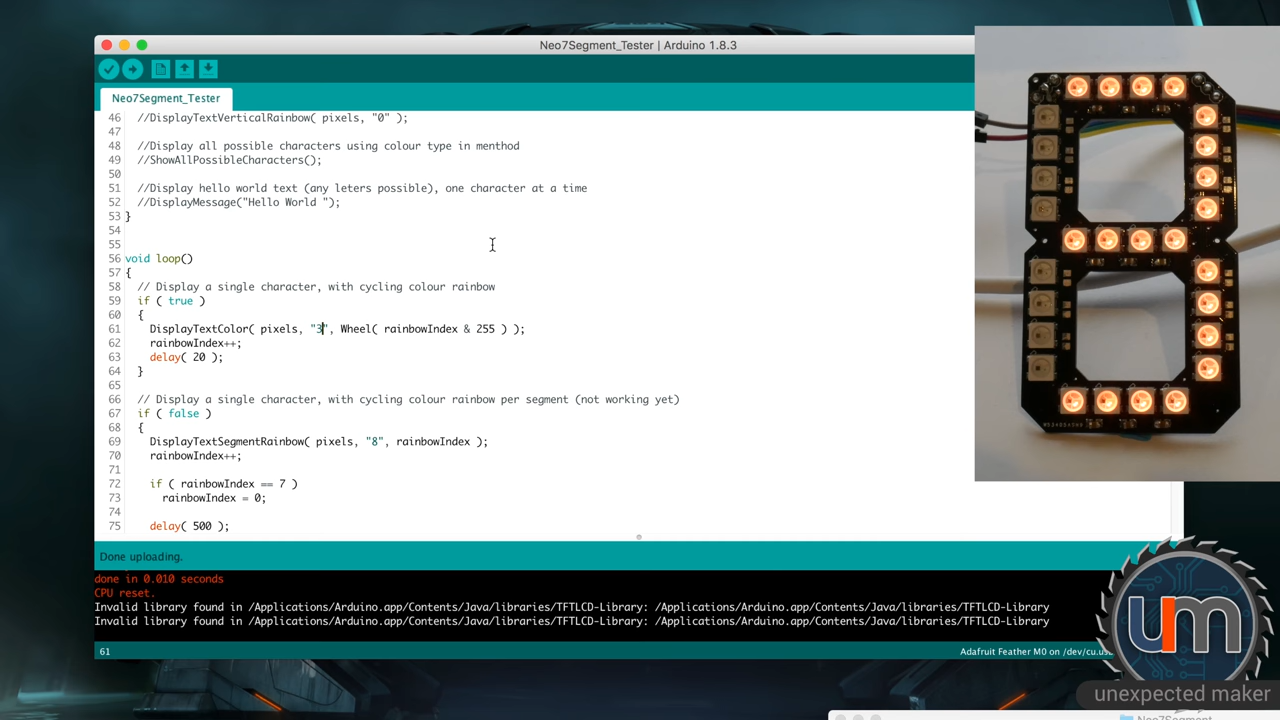 Neo7Segment_Tester | Arduino 1.8.3
Neo7Segment_Tester
46 //DisplayTextVerticalRainbow( pixels, "0" );
47
48 //Display all possible characters using colour type in menthod
49 //ShowAllPossibleCharacters();
50
51 //Display hello world text (any leters possible), one character at a time
52 //DisplayMessage("Hello World ");
53 }
54
55
56 void loop()
57 {
58 // Display a single character, with cycling colour rainbow
59 if ( true )
60 {
61 DisplayTextColor( pixels, "3", Wheel( rainbowIndex & 255 ) );
62 rainbowIndex++;
63 delay( 20 );
64 }
65
66 // Display a single character, with cycling colour rainbow per segment (not working yet)
67 if ( false )
68 {
69 DisplayTextSegmentRainbow( pixels, "8", rainbowIndex );
70 rainbowIndex++;
71
72 if ( rainbowIndex == 7 )
73 rainbowIndex = 0;
74
75 delay( 500 );
Done uploading.
done in 0.010 seconds
CPU reset.
Invalid library found in /Applications/Arduino.app/Contents/Java/libraries/TFTLCD-Library: /Applications/Arduino.app/Contents/Java/libraries/TFTLCD-Library
Invalid library found in /Applications/Arduino.app/Contents/Java/libraries/TFTLCD-Library: /Applications/Arduino.app/Contents/Java/libraries/TFTLCD-Library
61
Adafruit Feather M0 on
um
unexpected maker
Neo7Segment